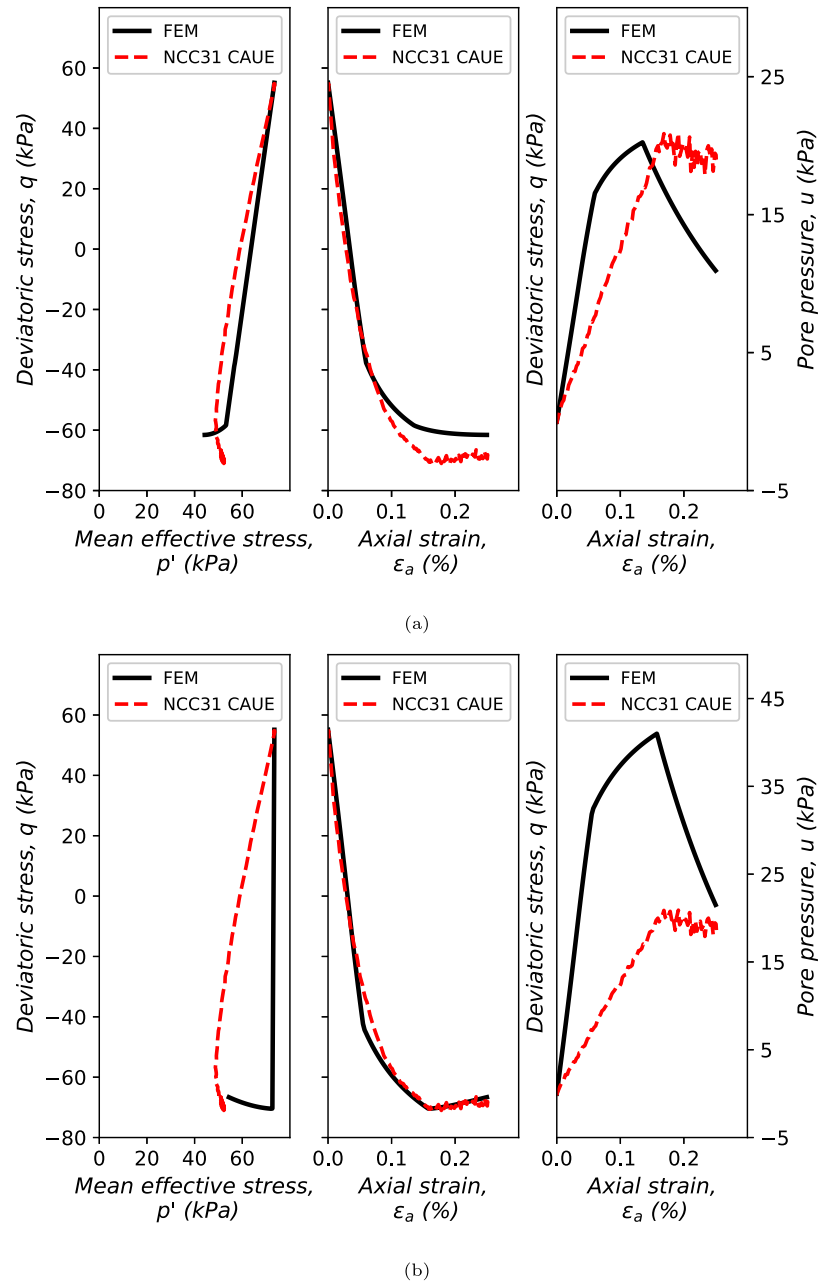 FEM
NCC31 CAUE
FEM
NCC31 CAUE
FEM
NCC31 CAUE
Deviatoric stress, q (kPa)
60
40
20
0
−20
−40
−60
−80
0
20
40
60
Mean effective stress,
p' (kPa)
Deviatoric stress, q (kPa)
0.0
0.1
0.2
Axial strain,
εa (%)
Deviatoric stress, q (kPa)
0.0
0.1
0.2
Axial strain,
εa (%)
25
15
5
−5
Pore pressure, u (kPa)
(a)
FEM
NCC31 CAUE
FEM
NCC31 CAUE
FEM
NCC31 CAUE
Deviatoric stress, q (kPa)
60
40
20
0
−20
−40
−60
−80
0
20
40
60
Mean effective stress,
p' (kPa)
Deviatoric stress, q (kPa)
0.0
0.1
0.2
Axial strain,
εa (%)
Deviatoric stress, q (kPa)
0.0
0.1
0.2
Axial strain,
εa (%)
45
35
25
15
5
−5
Pore pressure, u (kPa)
(b)